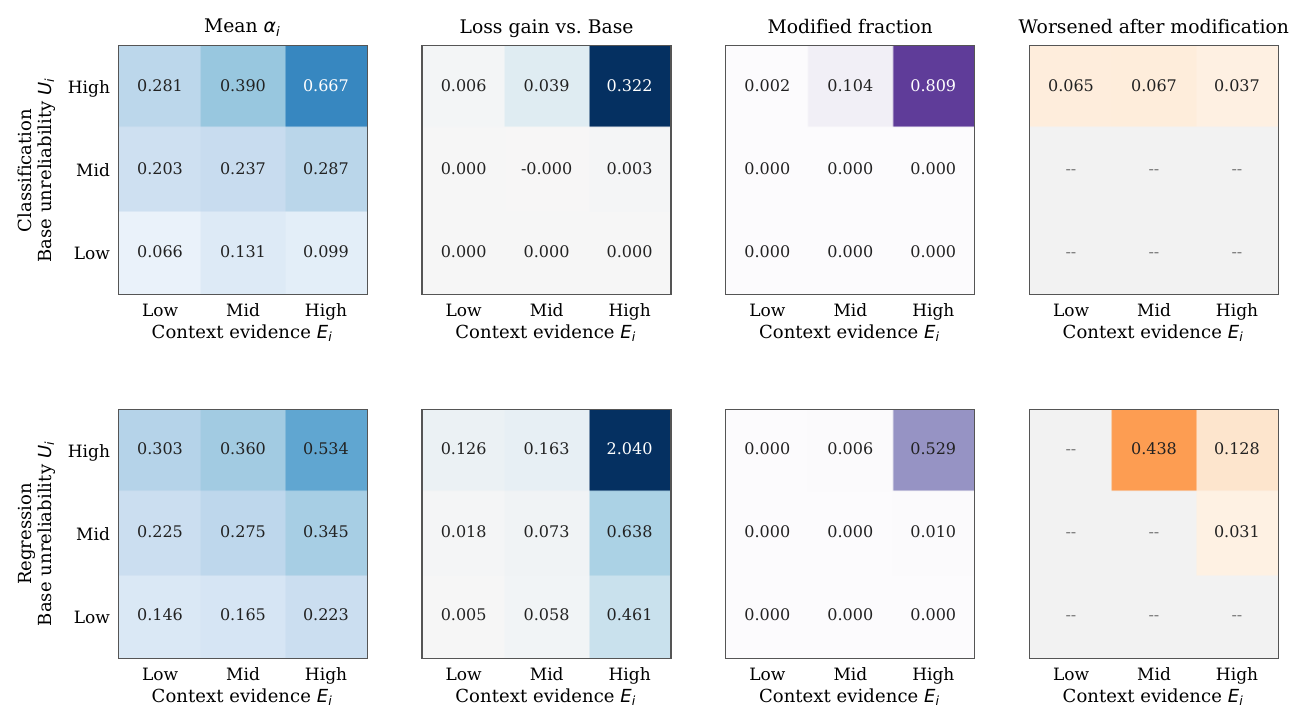 Mean αi
Loss gain vs. Base
Modified fraction
Worsened after modification
Classification
Base unreliability Ui
High
0.281 0.390 0.667
0.006 0.039 0.322
0.002 0.104 0.809
0.065 0.067 0.037
Mid
0.203 0.237 0.287
0.000 -0.000 0.003
0.000 0.000 0.000
-- -- --
Low
0.066 0.131 0.099
0.000 0.000 0.000
0.000 0.000 0.000
-- -- --
Low Mid High
Context evidence Ei
Low Mid High
Context evidence Ei
Low Mid High
Context evidence Ei
Low Mid High
Context evidence Ei
Regression
Base unreliability Ui
High
0.303 0.360 0.534
0.126 0.163 2.040
0.000 0.006 0.529
-- 0.438 0.128
Mid
0.225 0.275 0.345
0.018 0.073 0.638
0.000 0.000 0.010
-- -- 0.031
Low
0.146 0.165 0.223
0.005 0.058 0.461
0.000 0.000 0.000
-- -- --
Low Mid High
Context evidence Ei
Low Mid High
Context evidence Ei
Low Mid High
Context evidence Ei
Low Mid High
Context evidence Ei